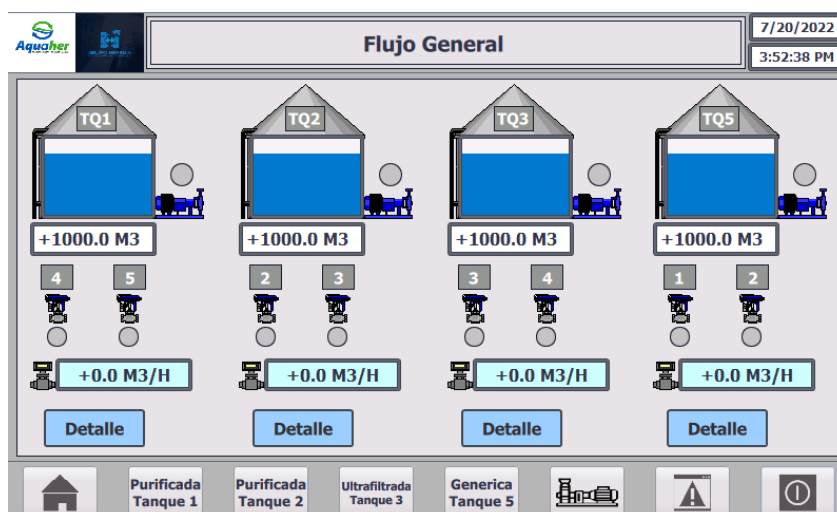 Aquaher
Flujo General
7/20/2022
3:52:38 PM
TQ1
TQ2
TQ3
TQ5
+1000.0 M3
+1000.0 M3
+1000.0 M3
+1000.0 M3
4 5
2 3
3 4
1 2
+0.0 M3/H
+0.0 M3/H
+0.0 M3/H
+0.0 M3/H
Detalle
Detalle
Detalle
Detalle
Purificada
Tanque 1
Purificada
Tanque 2
Ultrafiltrada
Tanque 3
Generica
Tanque 5